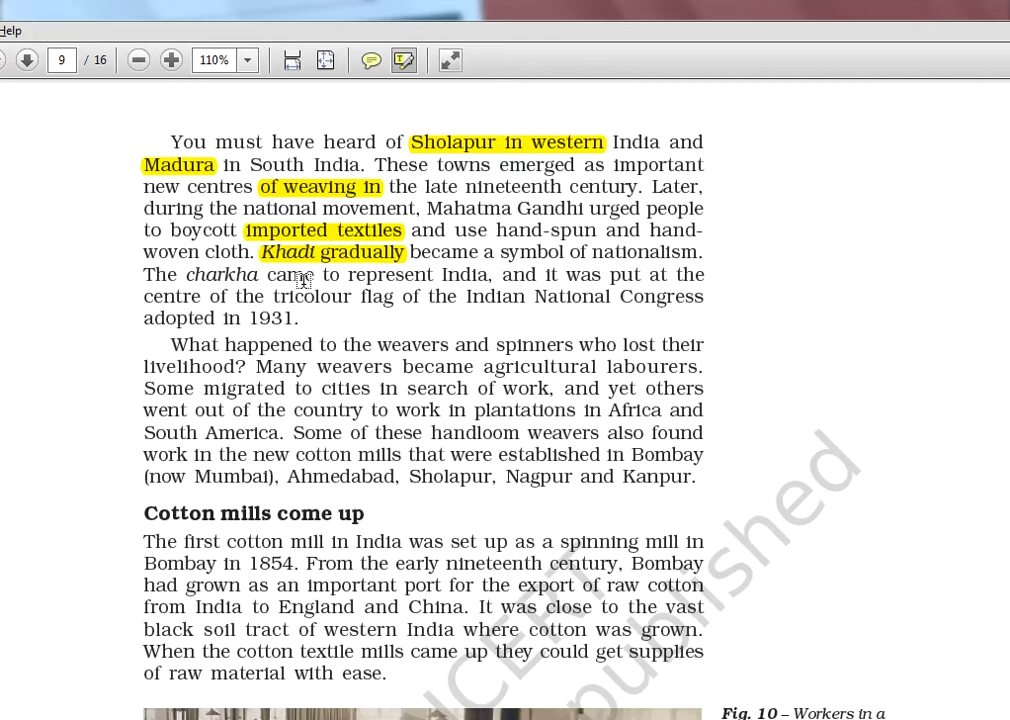 Help
9 / 16
110%
You must have heard of Sholapur in western India and
Madura in South India. These towns emerged as important
new centres of weaving in the late nineteenth century. Later,
during the national movement, Mahatma Gandhi urged people
to boycott imported textiles and use hand-spun and hand-
woven cloth. Khadi gradually became a symbol of nationalism.
The charkha came to represent India, and it was put at the
centre of the tricolour flag of the Indian National Congress
adopted in 1931.
What happened to the weavers and spinners who lost their
livelihood? Many weavers became agricultural labourers.
Some migrated to cities in search of work, and yet others
went out of the country to work in plantations in Africa and
South America. Some of these handloom weavers also found
work in the new cotton mills that were established in Bombay
(now Mumbai), Ahmedabad, Sholapur, Nagpur and Kanpur.
Cotton mills come up
The first cotton mill in India was set up as a spinning mill in
Bombay in 1854. From the early nineteenth century, Bombay
had grown as an important port for the export of raw cotton
from India to England and China. It was close to the vast
black soil tract of western India where cotton was grown.
When the cotton textile mills came up they could get supplies
of raw material with ease.
NCERT
published
Fig. 10 – Workers in a